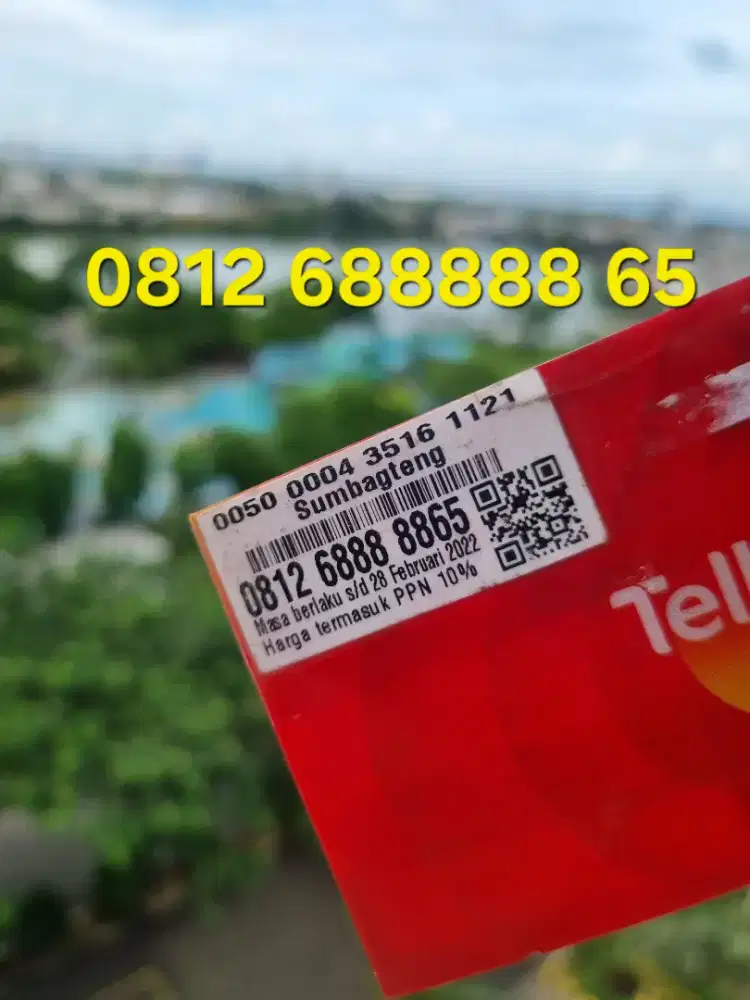 0812 688888 65
0050 0004 3516 1121
Sumbagteng
0812 6888 8865
Masa berlaku s/d 28 Februari 2022
Harga termasuk PPN 10%
Tell